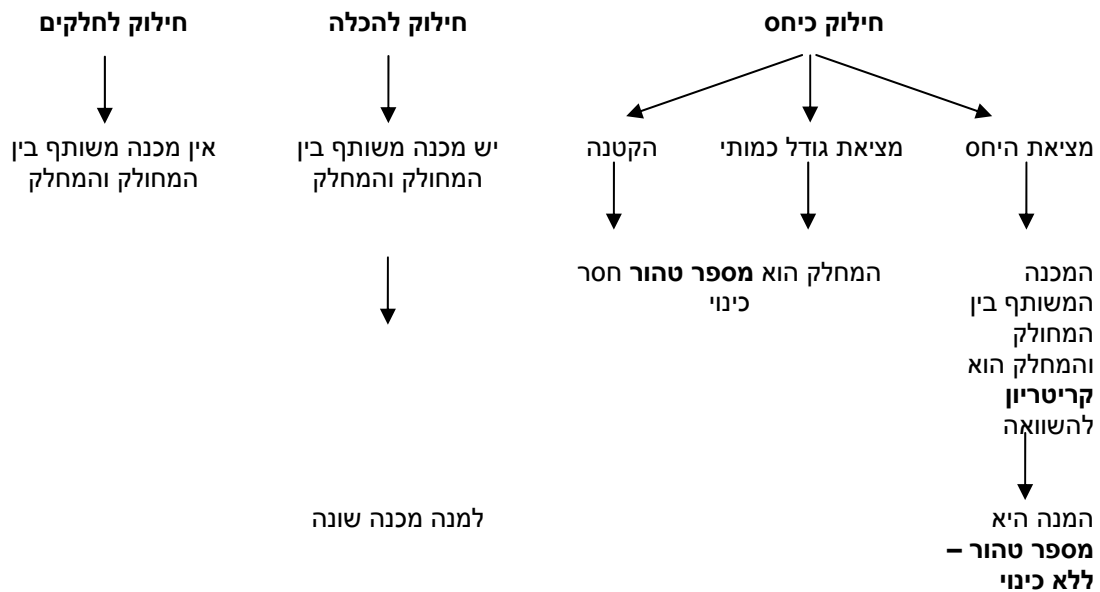 חילוק כיחס
חילוק להכלה
חילוק לחלקים
מציאת היחס
מציאת גודל כמותי
הקטנה
יש מכנה משותף בין
המחולק והמחלק
אין מכנה משותף בין
המחולק והמחלק
המכנה
המשותף בין
המחולק
והמחלק הוא
קריטריון
להשוואה
המחלק הוא מספר טהור חסר
כינוי
המנה היא
מספר טהור –
ללא כינוי
למנה מכנה שונה